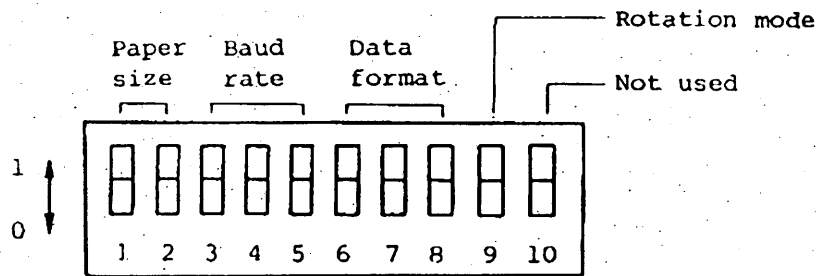 Rotation mode
Paper size
Baud rate
Data format
Not used
1
0
1 2 3 4 5 6 7 8 9 10